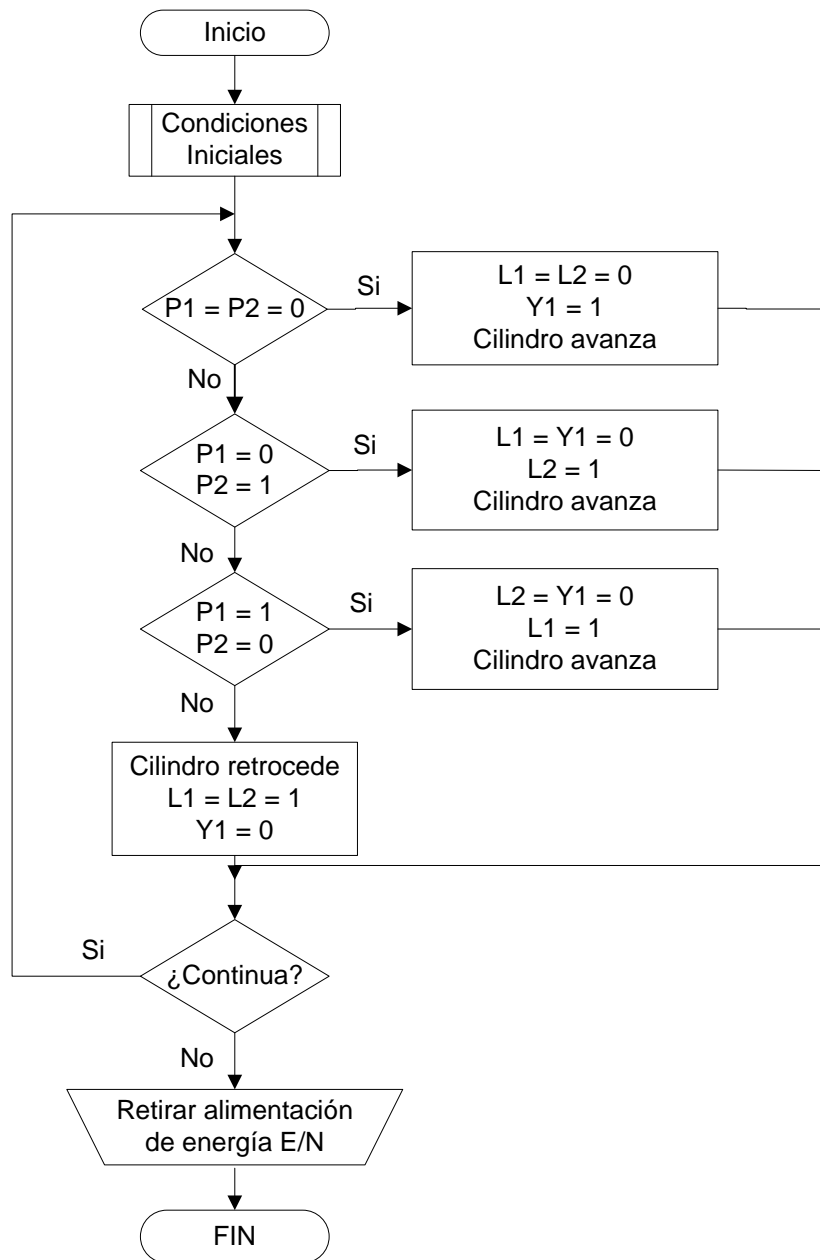 Inicio
Condiciones
Iniciales
P1 = P2 = 0
Si
L1 = L2 = 0
Y1 = 1
Cilindro avanza
No
P1 = 0
P2 = 1
Si
L1 = Y1 = 0
L2 = 1
Cilindro avanza
No
P1 = 1
P2 = 0
Si
L2 = Y1 = 0
L1 = 1
Cilindro avanza
No
Cilindro retrocede
L1 = L2 = 1
Y1 = 0
Si
¿Continua?
No
Retirar alimentación
de energía E/N
FIN